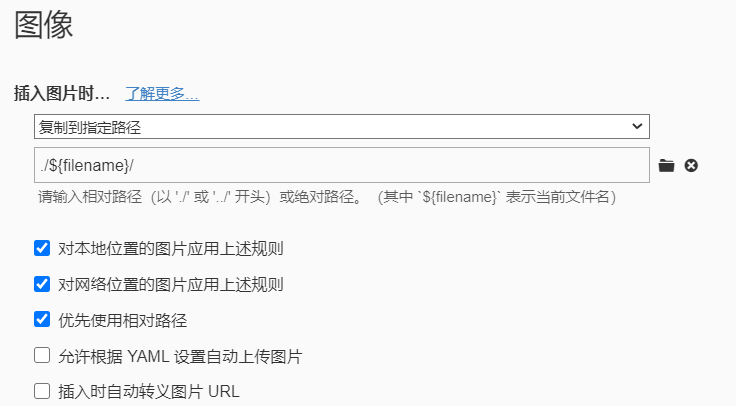 图像
插入图片时... 了解更多...
复制到指定路径
./${filename}/
请输入相对路径（以 './' 或 '../' 开头）或绝对路径。（其中 `${filename}` 表示当前文件名）
对本地位置的图片应用上述规则
对网络位置的图片应用上述规则
优先使用相对路径
允许根据 YAML 设置自动上传图片
插入时自动转义图片 URL